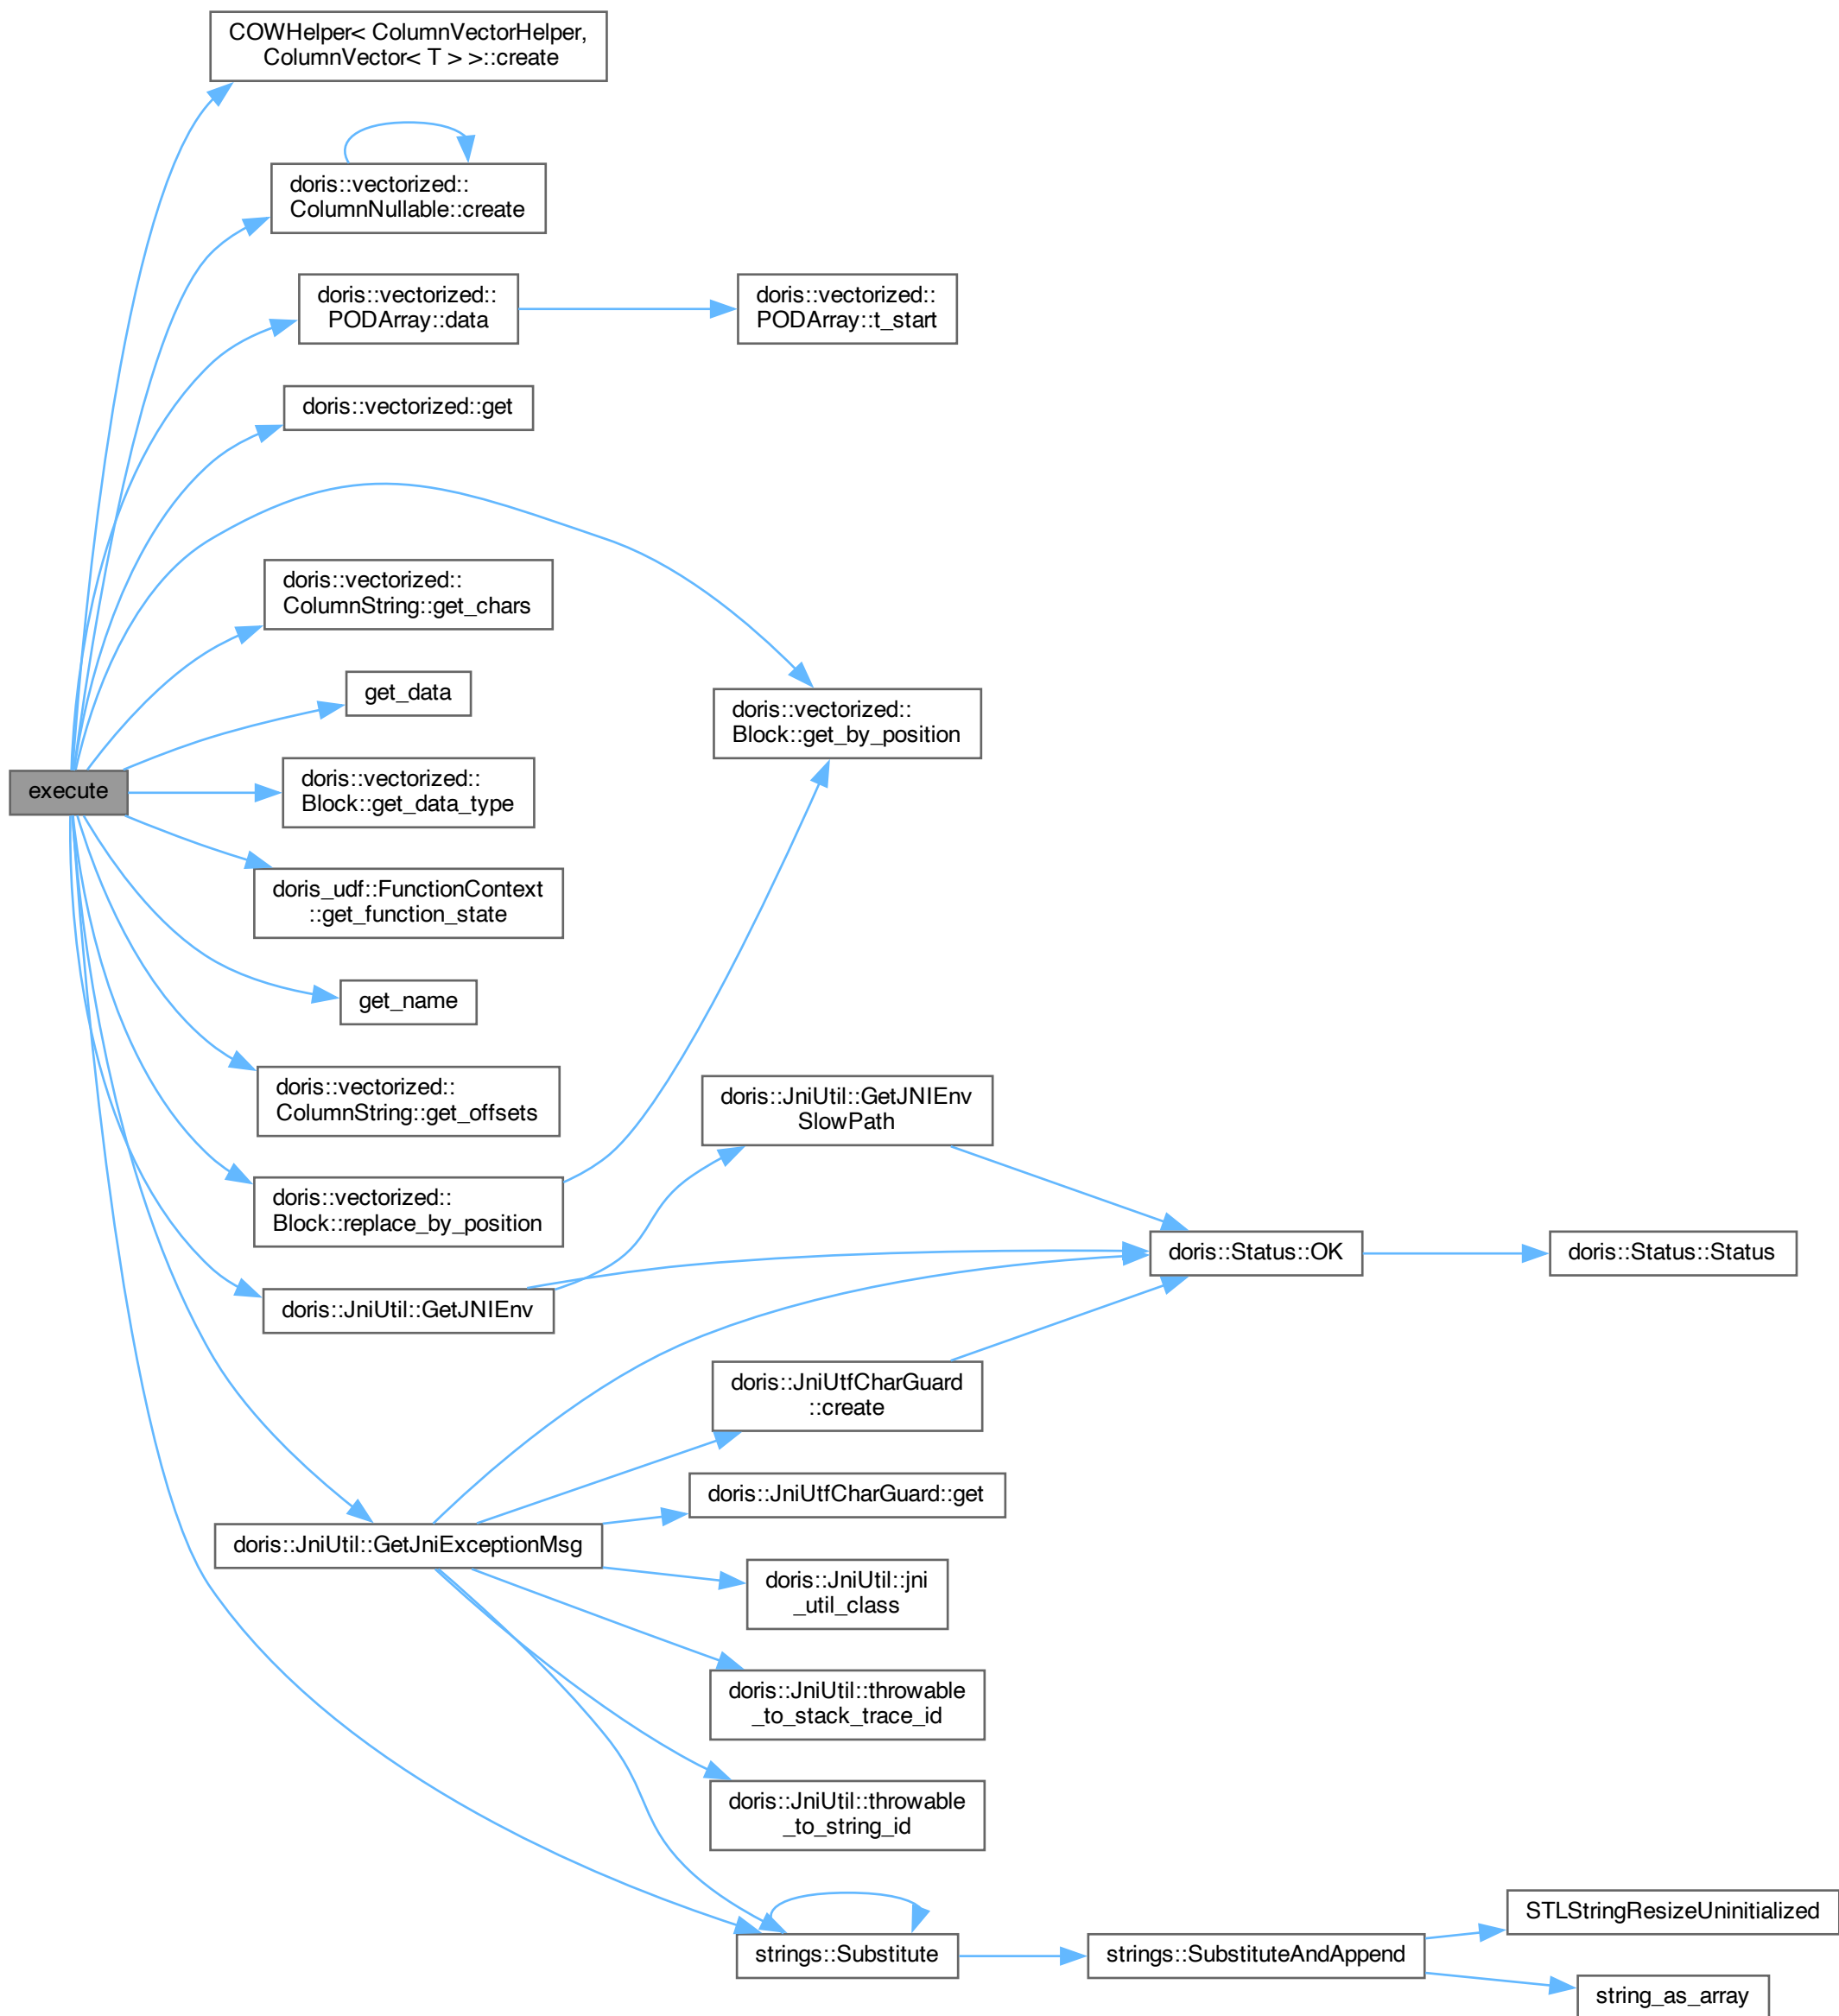 COWHelper< ColumnVectorHelper,
ColumnVector< T > >::create
doris::vectorized::
ColumnNullable::create
doris::vectorized::
PODArray::data
doris::vectorized::
PODArray::t_start
doris::vectorized::get
doris::vectorized::
ColumnString::get_chars
get_data
doris::vectorized::
Block::get_by_position
execute
doris::vectorized::
Block::get_data_type
doris_udf::FunctionContext
::get_function_state
get_name
doris::vectorized::
ColumnString::get_offsets
doris::JniUtil::GetJNIEnv
SlowPath
doris::vectorized::
Block::replace_by_position
doris::Status::OK
doris::Status::Status
doris::JniUtil::GetJNIEnv
doris::JniUtfCharGuard
::create
doris::JniUtfCharGuard::get
doris::JniUtil::GetJniExceptionMsg
doris::JniUtil::jni
_util_class
doris::JniUtil::throwable
_to_stack_trace_id
doris::JniUtil::throwable
_to_string_id
STLStringResizeUninitialized
strings::Substitute
strings::SubstituteAndAppend
string_as_array